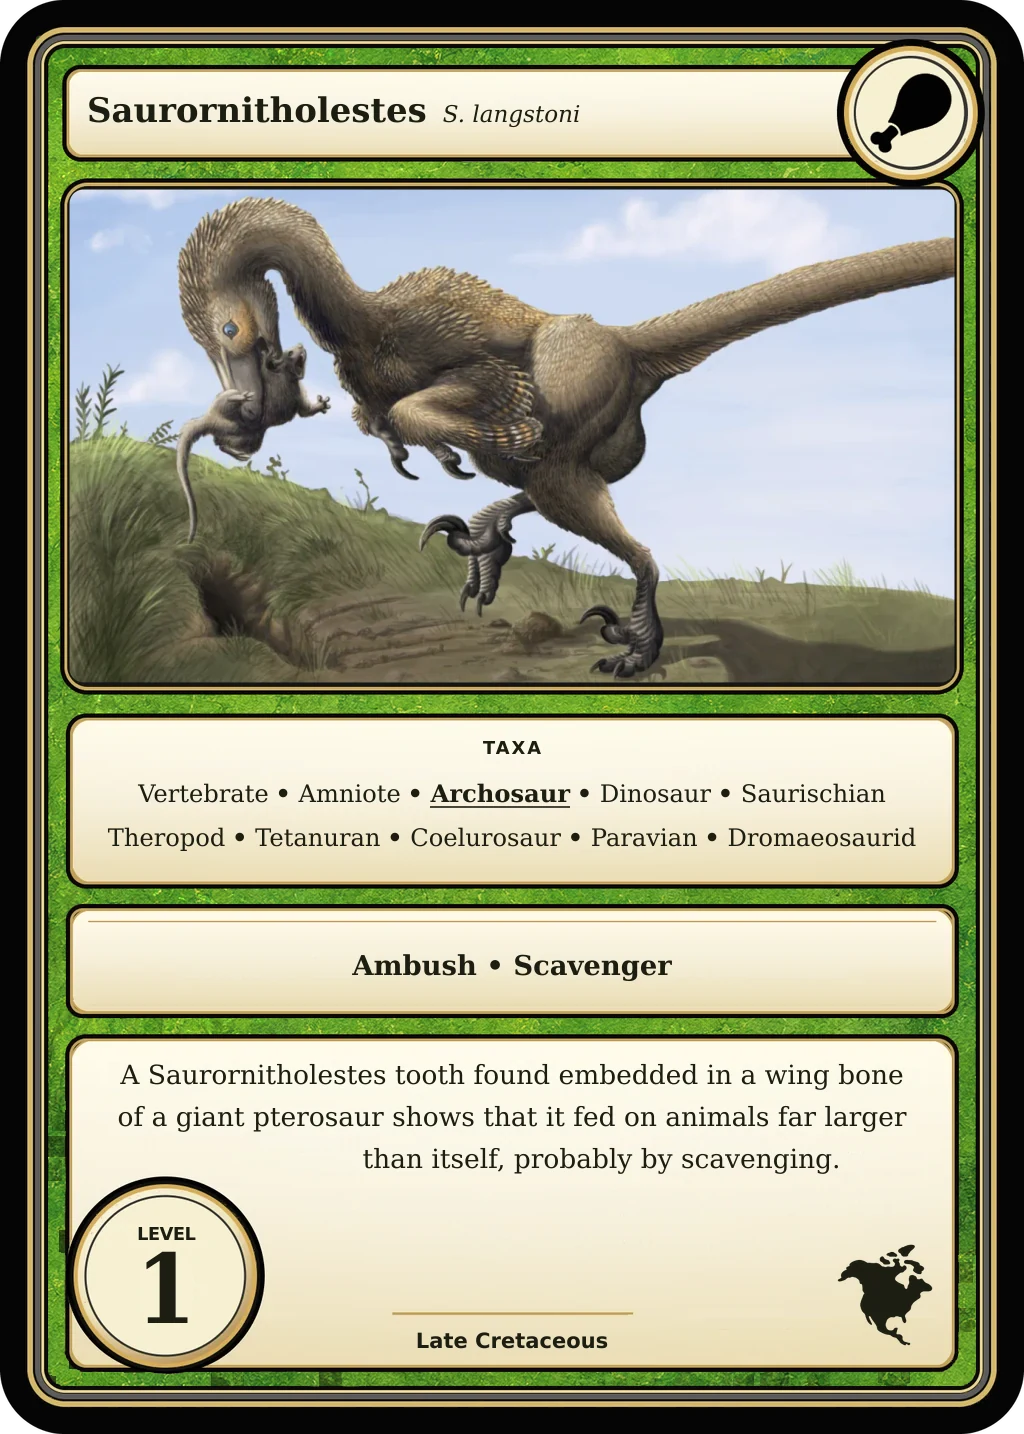 Saurornitholestes S. langstoni
TAXA
Vertebrate • Amniote • Archosaur • Dinosaur • Saurischian
Theropod • Tetanuran • Coelurosaur • Paravian • Dromaeosaurid
Ambush • Scavenger
A Saurornitholestes tooth found embedded in a wing bone
of a giant pterosaur shows that it fed on animals far larger
than itself, probably by scavenging.
LEVEL
1
Late Cretaceous